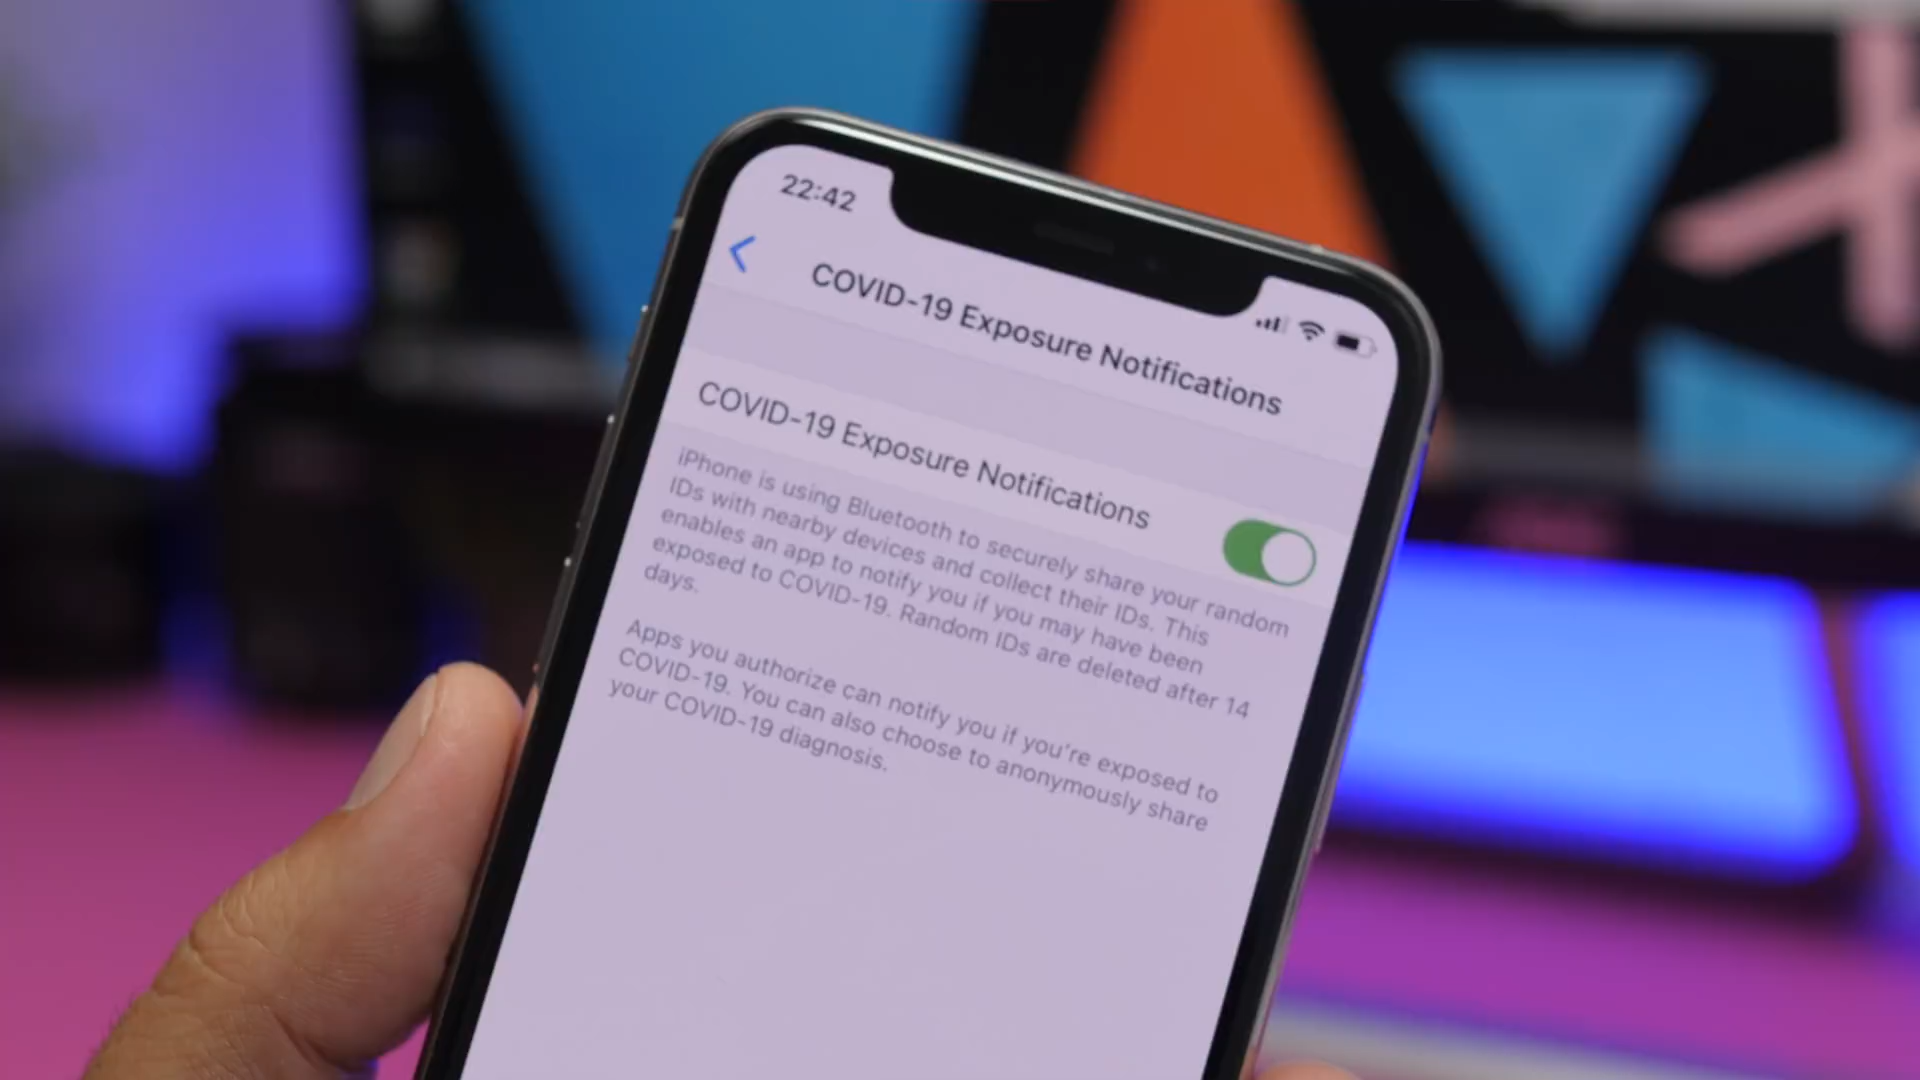 22:42
COVID-19 Exposure Notifications
COVID-19 Exposure Notifications
iPhone is using Bluetooth to securely share your random
IDs with nearby devices and collect their IDs. This
enables an app to notify you if you may have been
exposed to COVID-19. Random IDs are deleted after 14
days.
Apps you authorize can notify you if you're exposed to
COVID-19. You can also choose to anonymously share
your COVID-19 diagnosis.